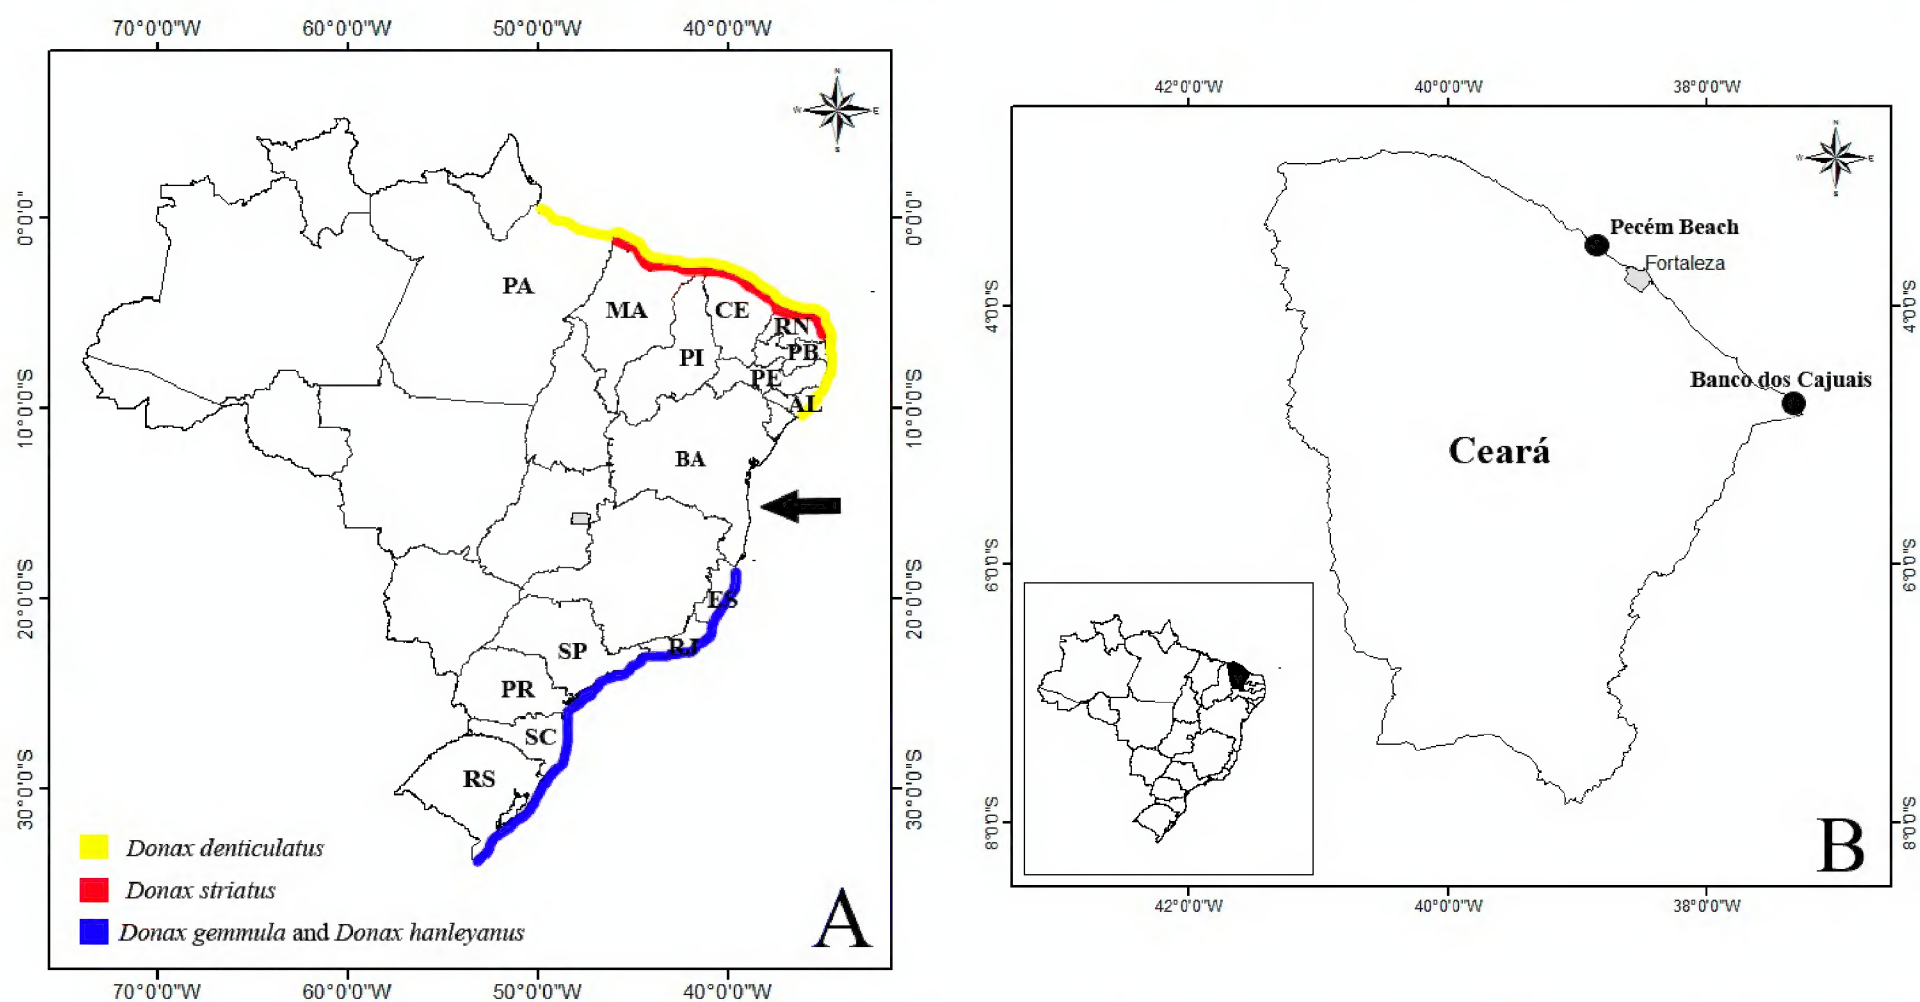 70°0'0"W 60°0'0"W 50°0'0"W 40°0'0"W
N
W E
S
0°0'0" 0°0'0"
PA
MA
CE
RN
PI
PB
PE
AL
10°0'0"S 10°0'0"S
BA
20°0'0"S 20°0'0"S
ES
RJ
SP
PR
SC
RS
30°0'0"S 30°0'0"S
Donax denticulatus
Donax striatus
Donax gemmula and Donax hanleyanus
A
70°0'0"W 60°0'0"W 50°0'0"W 40°0'0"W
42°0'0"W 40°0'0"W 38°0'0"W
N
W E
S
Pecém Beach
Fortaleza
4°0'0"S 4°0'0"S
Banco dos Cajuais
Ceará
6°0'0"S 6°0'0"S
8°0'0"S 8°0'0"S
B
42°0'0"W 40°0'0"W 38°0'0"W